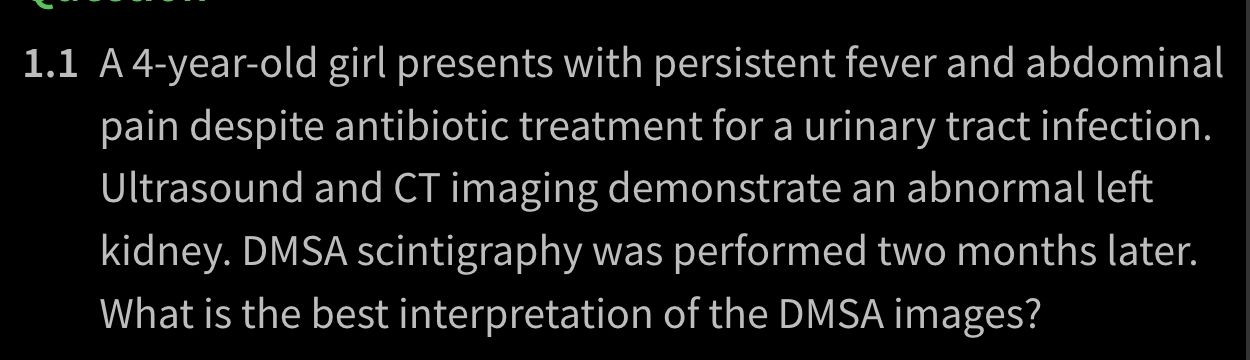 1.1 A 4-year-old girl presents with persistent fever and abdominal
pain despite antibiotic treatment for a urinary tract infection.
Ultrasound and CT imaging demonstrate an abnormal left
kidney. DMSA scintigraphy was performed two months later.
What is the best interpretation of the DMSA images?